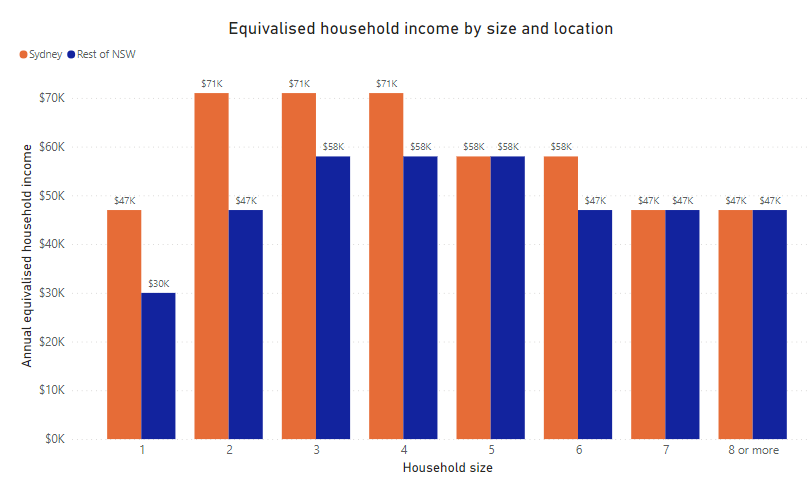 Equivalised household income by size and location
Sydney Rest of NSW
Annual equivalised household income
$70K
$60K
$50K
$40K
$30K
$20K
$10K
$0K
$47K $30K $71K $47K $71K $58K $71K $58K $58K $58K $58K $47K $47K $47K $47K $47K
1 2 3 4 5 6 7 8 or more
Household size